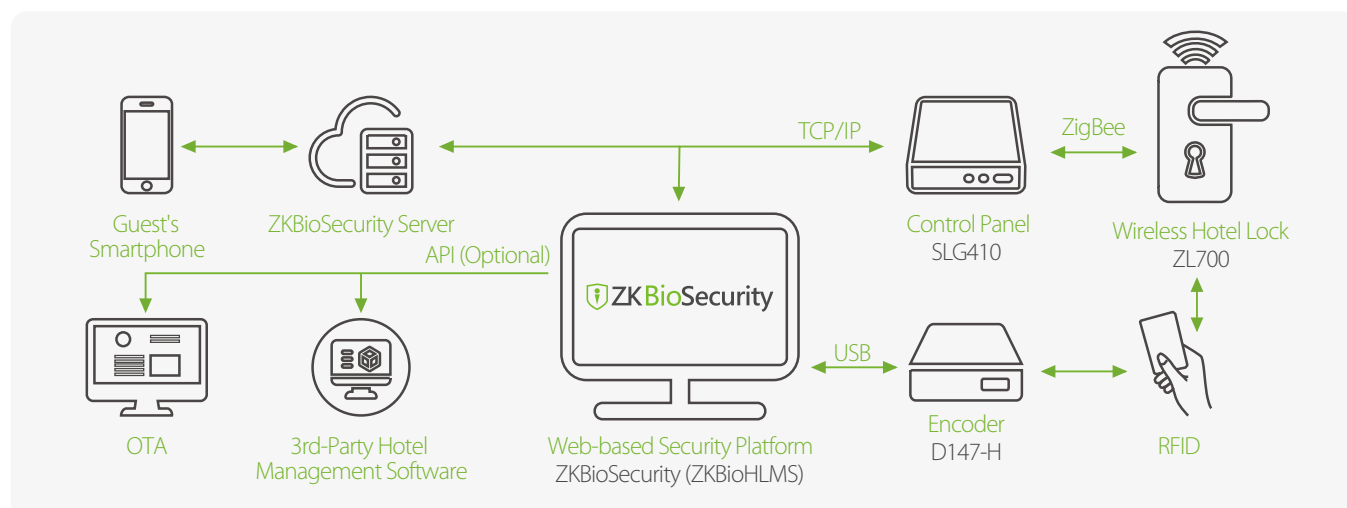 TCP/IP
ZigBee
Guest's
Smartphone
ZKBioSecurity Server
Control Panel
SLG410
Wireless Hotel Lock
ZL700
API (Optional)
ZKBioSecurity
USB
OTA
3rd-Party Hotel
Management Software
Web-based Security Platform
ZKBioSecurity (ZKBioHLMS)
Encoder
D147-H
RFID